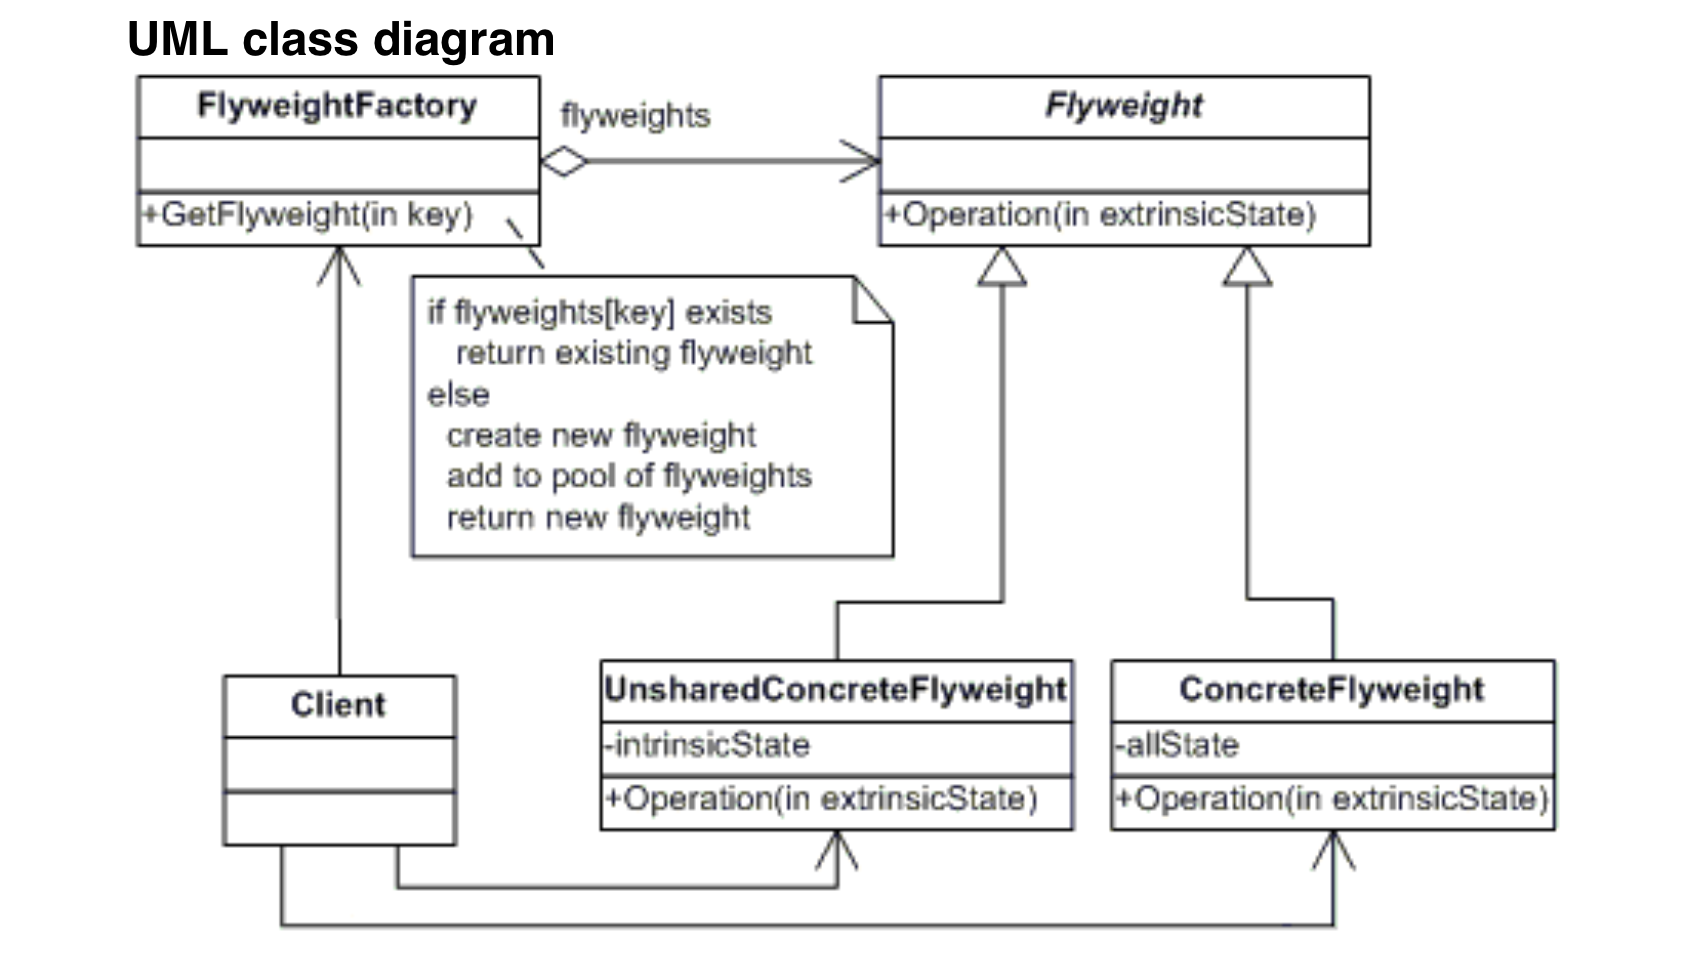 UML class diagram
FlyweightFactory
+GetFlyweight(in key)
flyweights
Flyweight
+Operation(in extrinsicState)
if flyweights[key] exists
return existing flyweight
else
create new flyweight
add to pool of flyweights
return new flyweight
Client
UnsharedConcreteFlyweight
-intrinsicState
+Operation(in extrinsicState)
ConcreteFlyweight
-allState
+Operation(in extrinsicState)